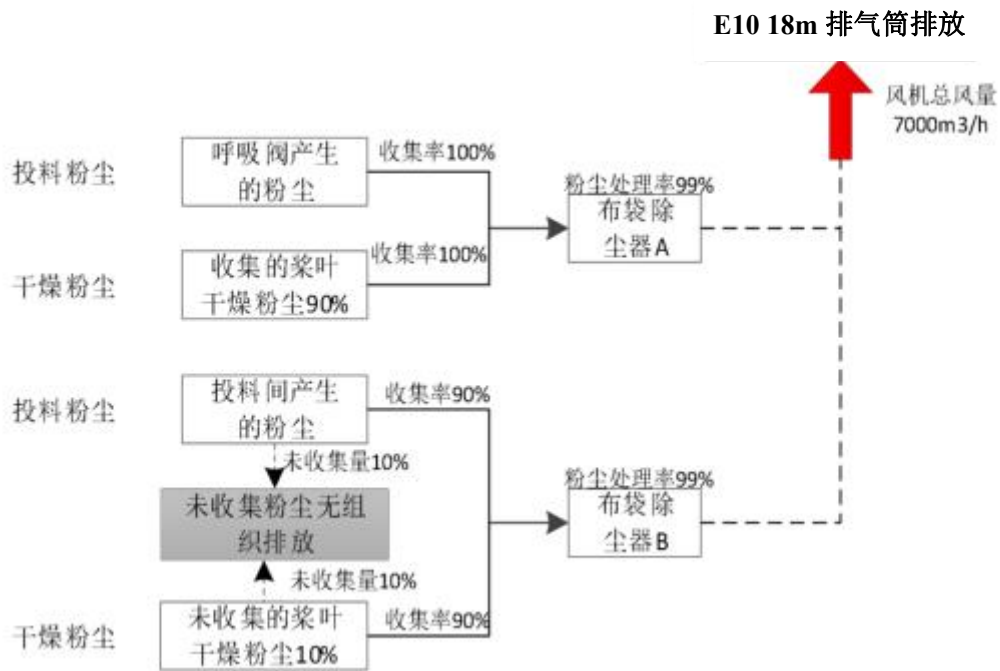 E10 18m 排气筒排放
风机总风量
7000m3/h
投料粉尘
呼吸阀产生
的粉尘
收集率100%
粉尘处理率99%
布袋除
尘器A
干燥粉尘
收集的桨叶
干燥粉尘90%
收集率100%
投料粉尘
投料间产生
的粉尘
收集率90%
未收集量10%
未收集粉尘无组
织排放
粉尘处理率99%
布袋除
尘器B
未收集量10%
干燥粉尘
未收集的桨叶
干燥粉尘10%
收集率90%